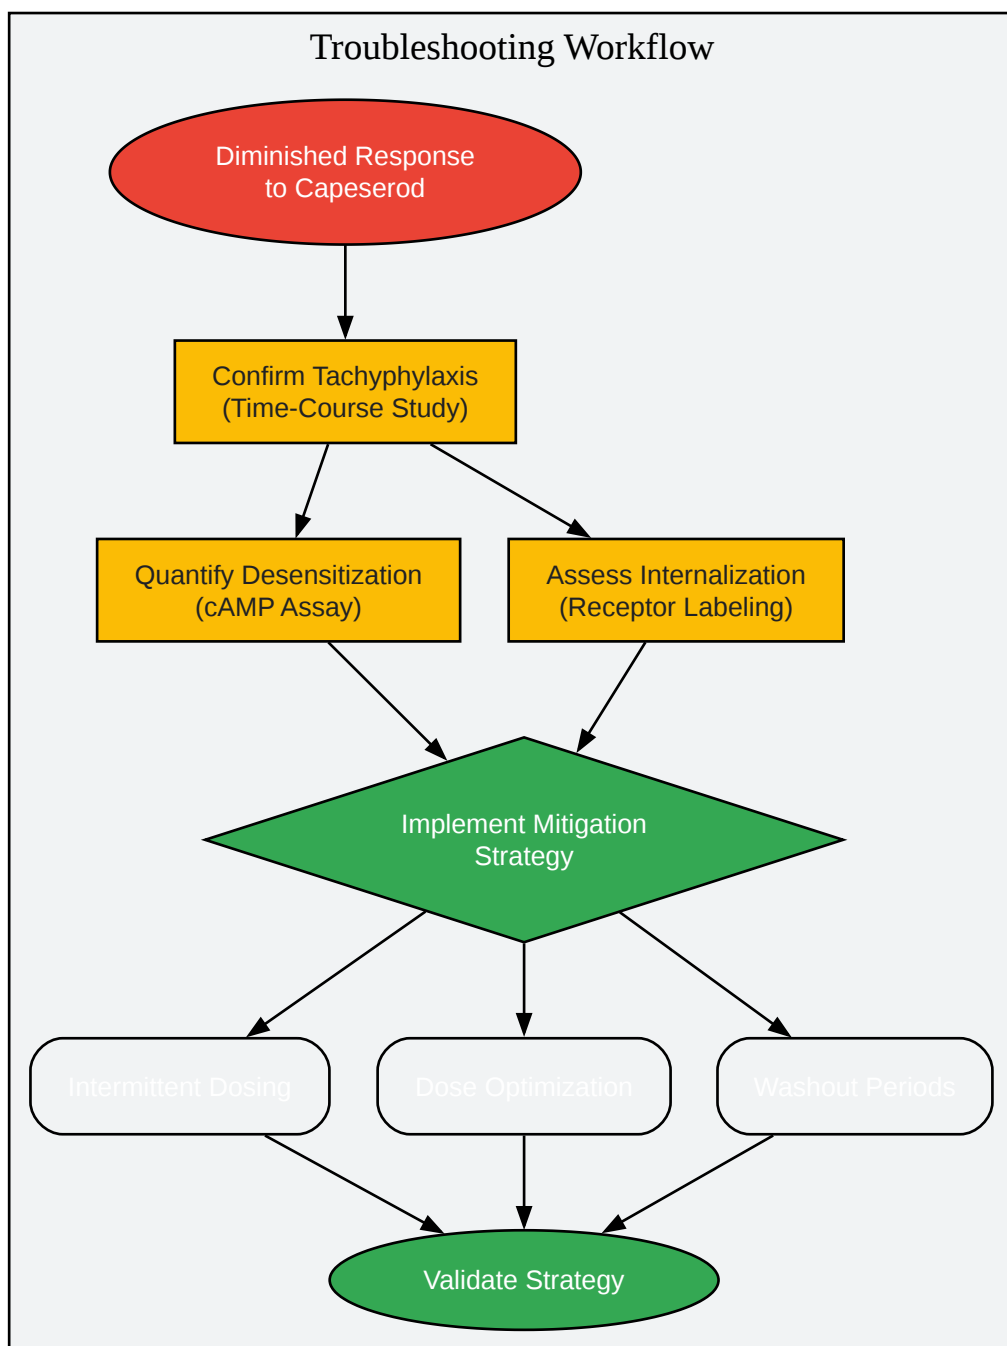 Troubleshooting Workflow
Diminished Response
to Capeserod
Confirm Tachyphylaxis
(Time-Course Study)
Quantify Desensitization
(cAMP Assay)
Assess Internalization
(Receptor Labeling)
Implement Mitigation
Strategy
Intermittent Dosing
Dose Optimization
Washout Periods
Validate Strategy